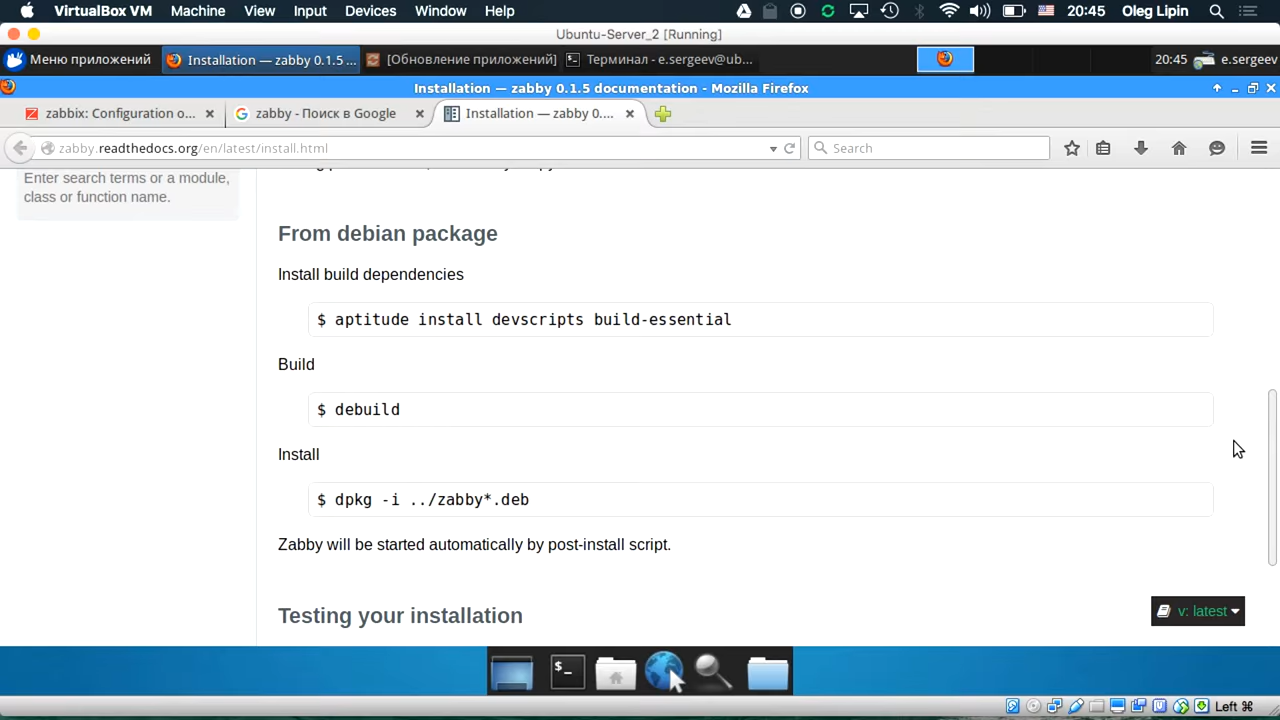 VirtualBox VM Machine View Input Devices Window Help 20:45 Oleg Lipin
Ubuntu-Server_2 [Running]
Меню приложений Installation — zabby 0.1.5 ... [Обновление приложений] Терминал - e.sergeev@ub... 20:45 e.sergeev
Installation — zabby 0.1.5 documentation - Mozilla Firefox
zabbix: Configuration o... zabby - Поиск в Google Installation — zabby 0....
zabby.readthedocs.org/en/latest/install.html Search
Enter search terms or a module,
class or function name.
From debian package
Install build dependencies
$ aptitude install devscripts build-essential
Build
$ debuild
Install
$ dpkg -i ../zabby*.deb
Zabby will be started automatically by post-install script.
Testing your installation
v: latest
$_
Left ⌘